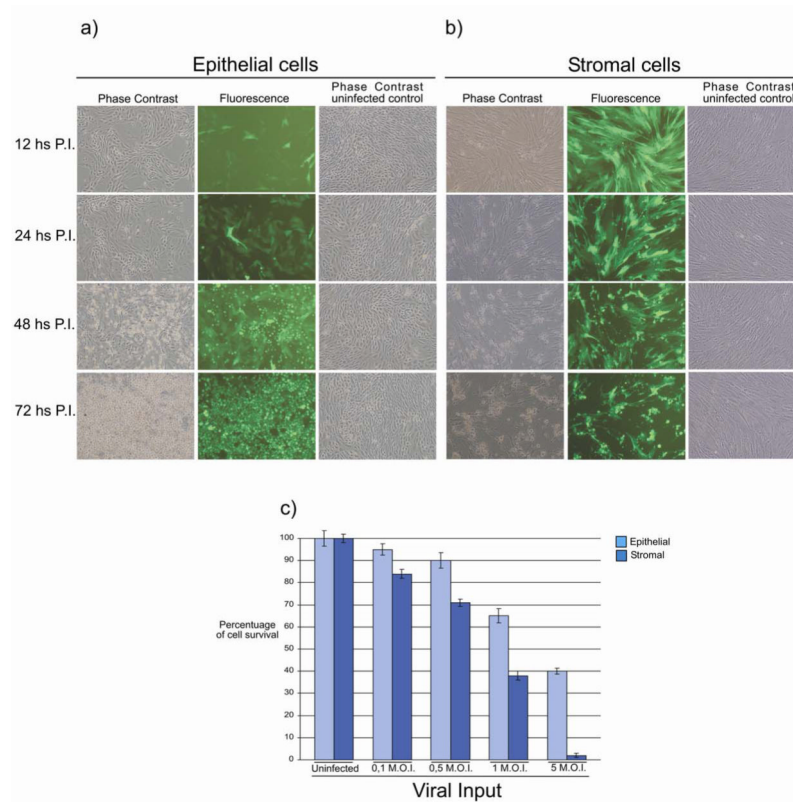 a)
b)
Epithelial cells
Stromal cells
Phase Contrast
Fluorescence
Phase Contrast
uninfected control
Phase Contrast
Fluorescence
Phase Contrast
uninfected control
12 hs P.I.
24 hs P.I.
48 hs P.I.
72 hs P.I.
c)
100
90
80
70
60
50
40
30
20
10
0
Percentuage
of cell survival
Epithelial
Stromal
Uninfected
0,1 M.O.I.
0,5 M.O.I.
1 M.O.I.
5 M.O.I.
Viral Input